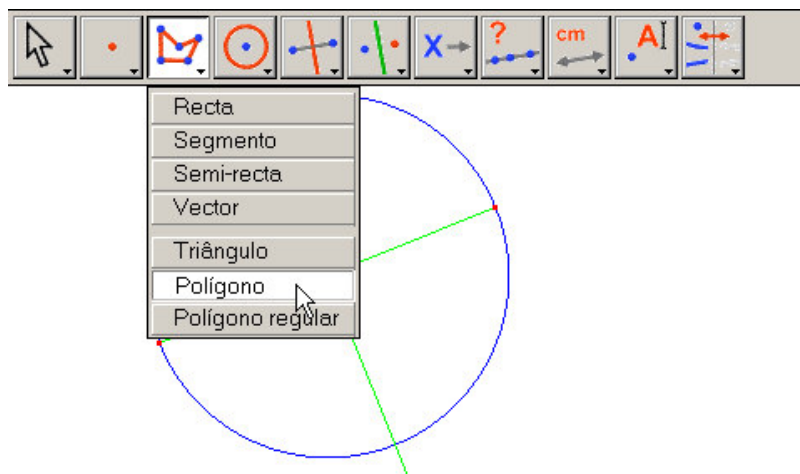 X ? cm A
Recta
Segmento
Semi-recta
Vector
Triângulo
Polígono
Polígono regular